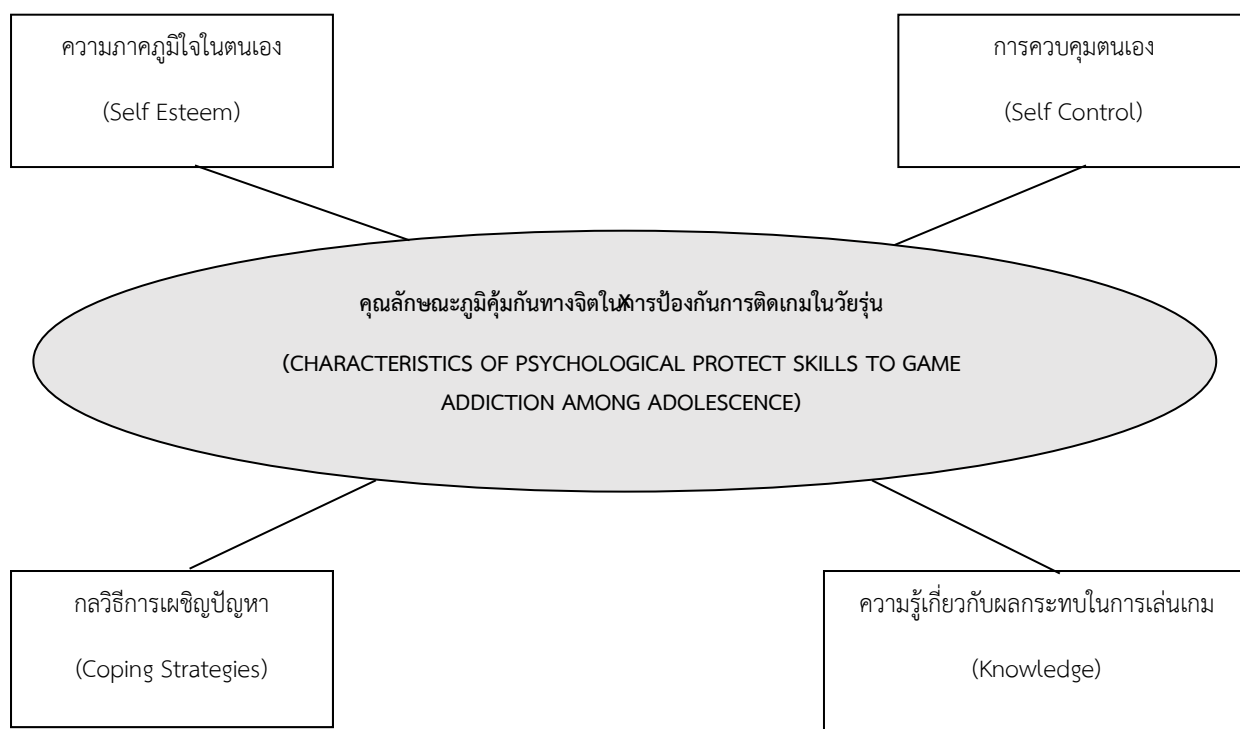 ความภาคภูมิใจในตนเอง
(Self Esteem)
การควบคุมตนเอง
(Self Control)
คุณลักษณะภูมิคุ้มกันทางจิตในการป้องกันการติดเกมในวัยรุ่น
x
(CHARACTERISTICS OF PSYCHOLOGICAL PROTECT SKILLS TO GAME
ADDICTION AMONG ADOLESCENCE)
กลวิธีการเผชิญปัญหา
(Coping Strategies)
ความรู้เกี่ยวกับผลกระทบในการเล่นเกม
(Knowledge)